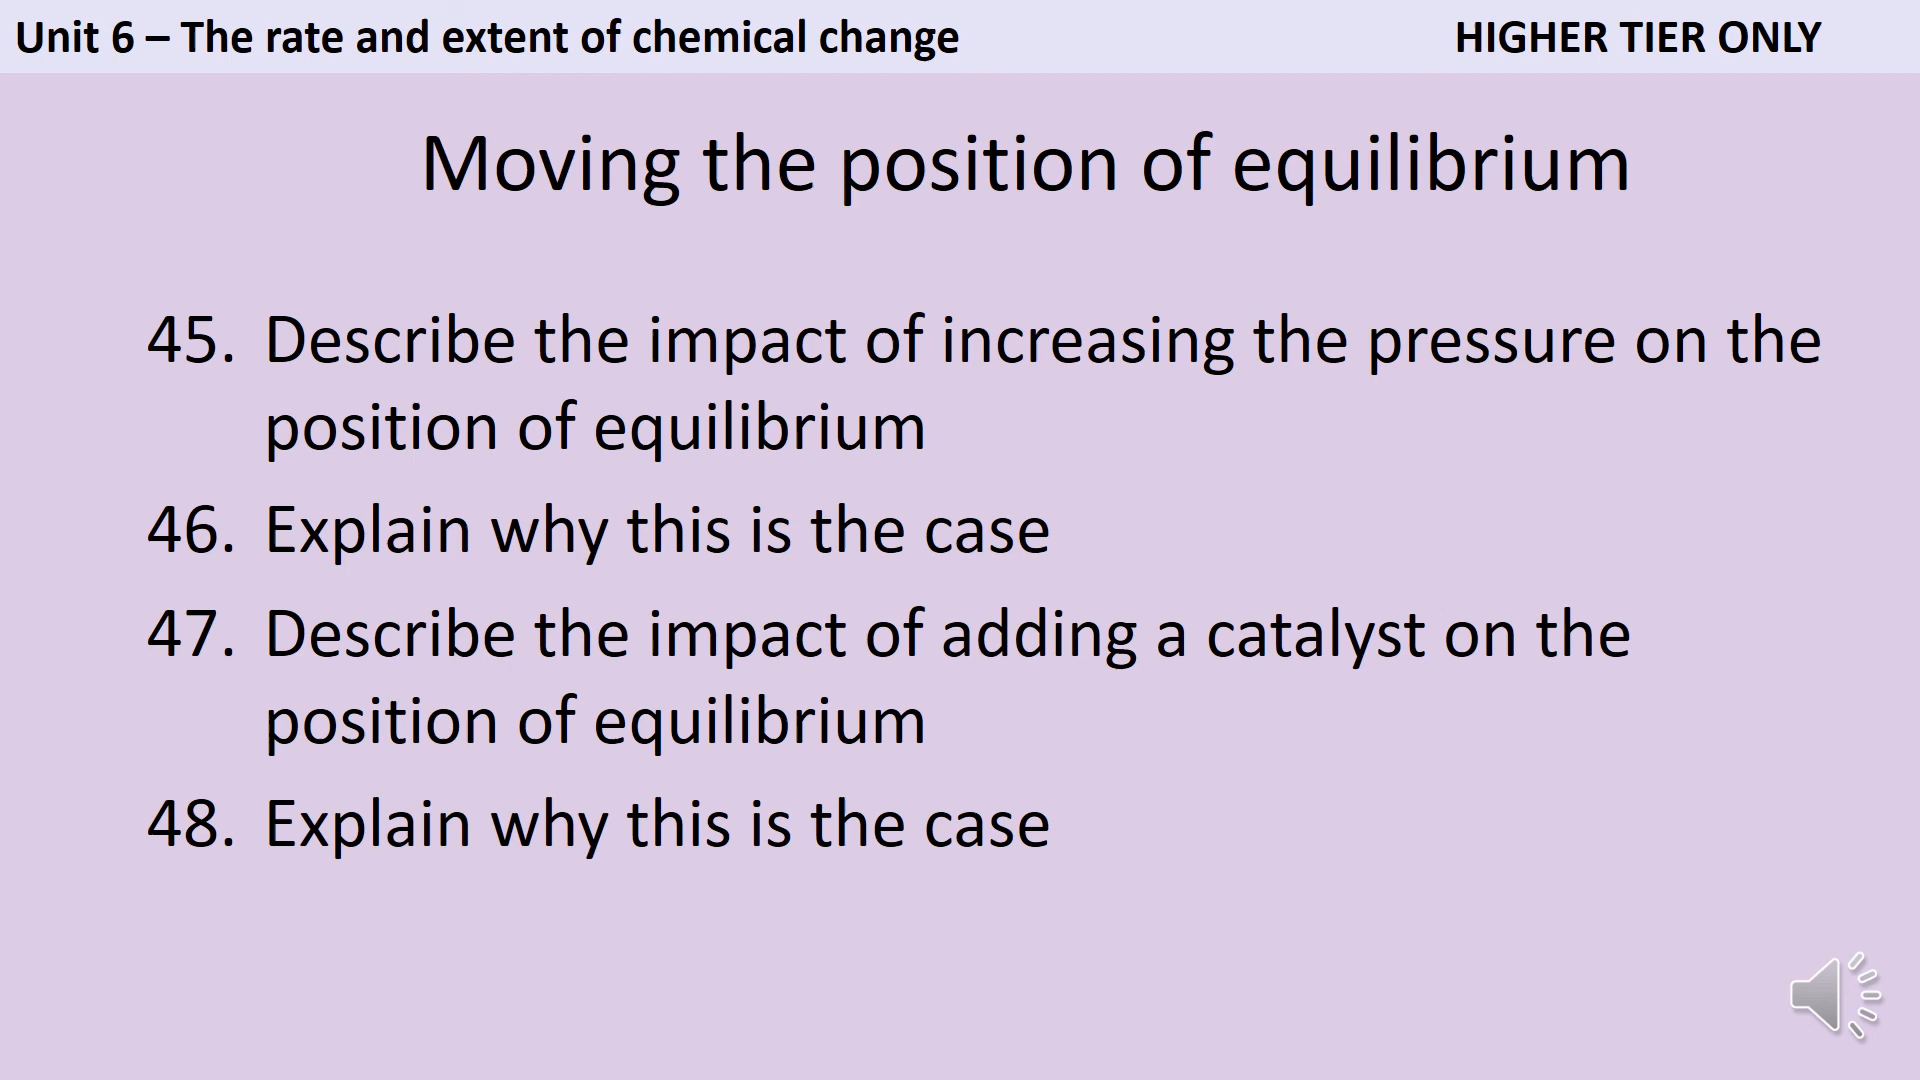 Unit 6 – The rate and extent of chemical change HIGHER TIER ONLY
Moving the position of equilibrium
45. Describe the impact of increasing the pressure on the
position of equilibrium
46. Explain why this is the case
47. Describe the impact of adding a catalyst on the
position of equilibrium
48. Explain why this is the case